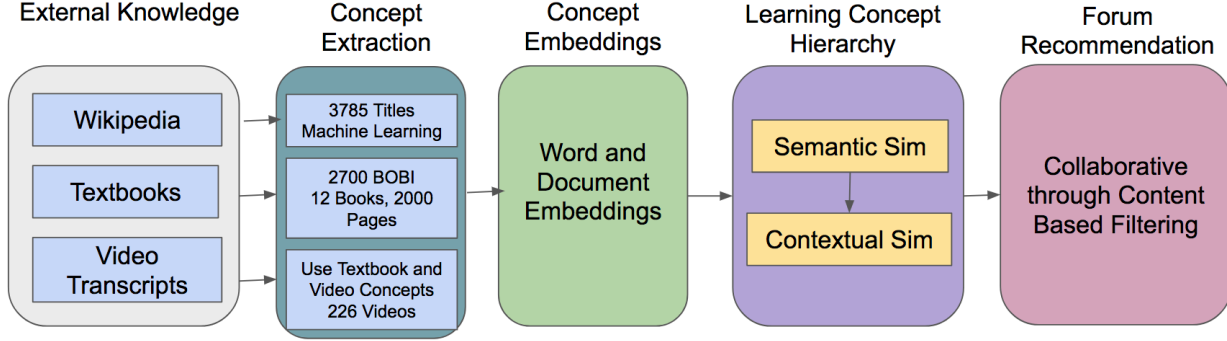 External Knowledge
Wikipedia
Textbooks
Video
Transcripts
Concept
Extraction
3785 Titles
Machine Learning
2700 BOBI
12 Books, 2000
Pages
Use Textbook and
Video Concepts
226 Videos
Concept
Embeddings
Word and
Document
Embeddings
Learning Concept
Hierarchy
Semantic Sim
Contextual Sim
Forum
Recommendation
Collaborative
through Content
Based Filtering